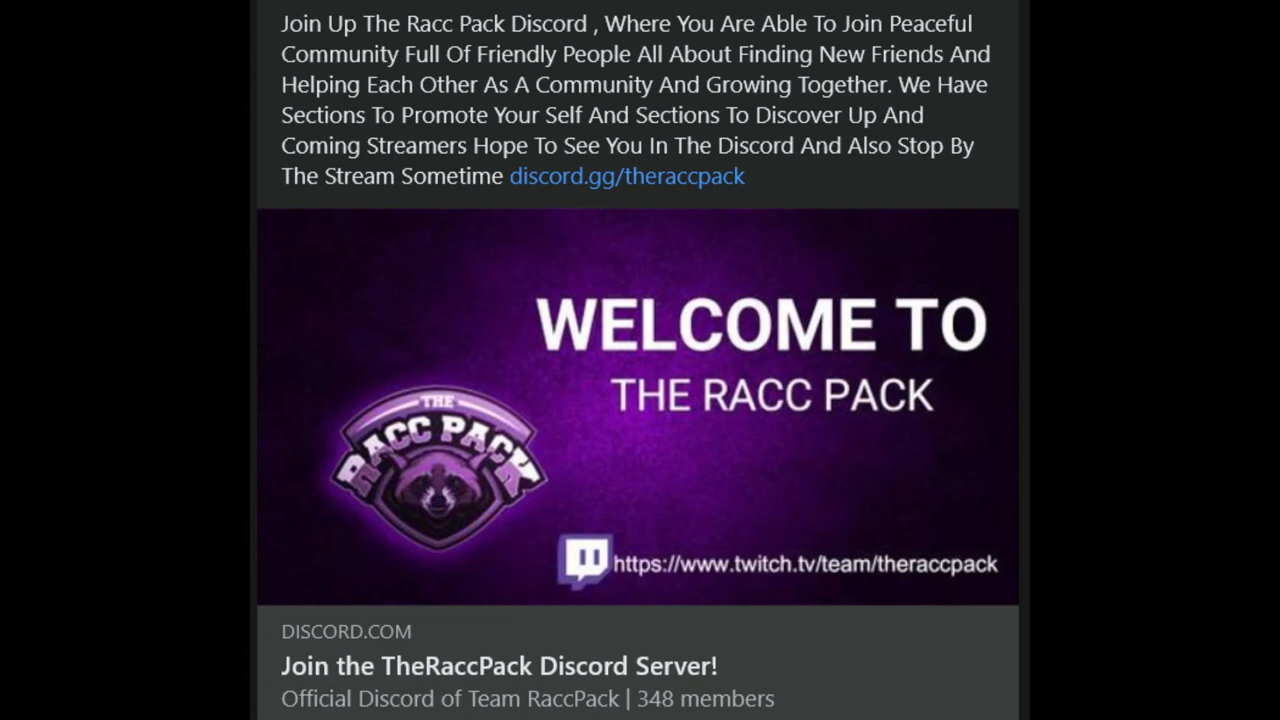 Join Up The Racc Pack Discord , Where You Are Able To Join Peaceful
Community Full Of Friendly People All About Finding New Friends And
Helping Each Other As A Community And Growing Together. We Have
Sections To Promote Your Self And Sections To Discover Up And
Coming Streamers Hope To See You In The Discord And Also Stop By
The Stream Sometime discord.gg/theraccpack
WELCOME TO
THE RACC PACK
THE
RACC PACK
https://www.twitch.tv/team/theraccpack
DISCORD.COM
Join the TheRaccPack Discord Server!
Official Discord of Team RaccPack | 348 members